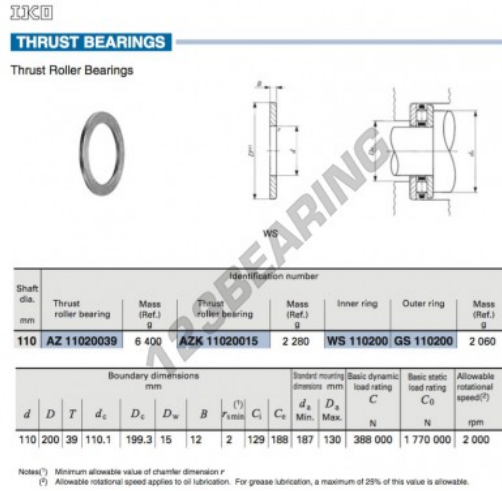 IKO
THRUST BEARINGS
Thrust Roller Bearings
B
r
d
WS
123BEARING
Identification number
Shaft dia. mm | Thrust roller bearing | Mass (Ref.) g | Thrust roller bearing | Mass (Ref.) g | Inner ring | Outer ring | Mass (Ref.) g
110 AZ 11020039 6 400 AZK 11020015 2 280 WS 110200 GS 110200 2 060
Boundary dimensions mm | Standard mounting dimensions mm | Basic dynamic load rating C N | Basic static load rating C0 N | Allowable rotational speed(2) rpm
d D T dc Dc Dw B rs min(1) Ci Ce da Min. Da Max.
110 200 39 110.1 199.3 15 12 2 129 188 187 130 388 000 1 770 000 2 000
Notes(1) Minimum allowable value of chamfer dimension r
(2) Allowable rotational speed applies to oil lubrication. For grease lubrication, a maximum of 25% of this value is allowable.